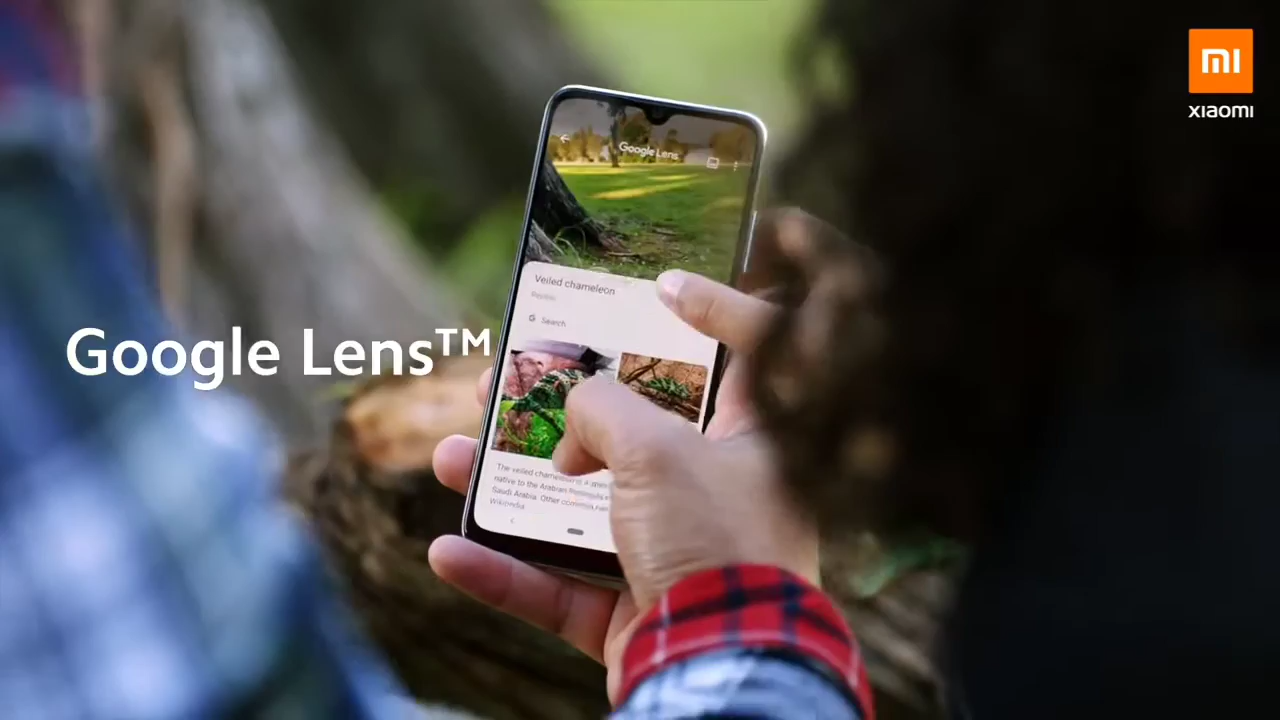 mi
xiaomi
Google Lens
Veiled chameleon
Search
Google Lens™
The veiled chameleon is a
native to the Arabian Peninsula
Saudi Arabia. Other common
Wikipedia